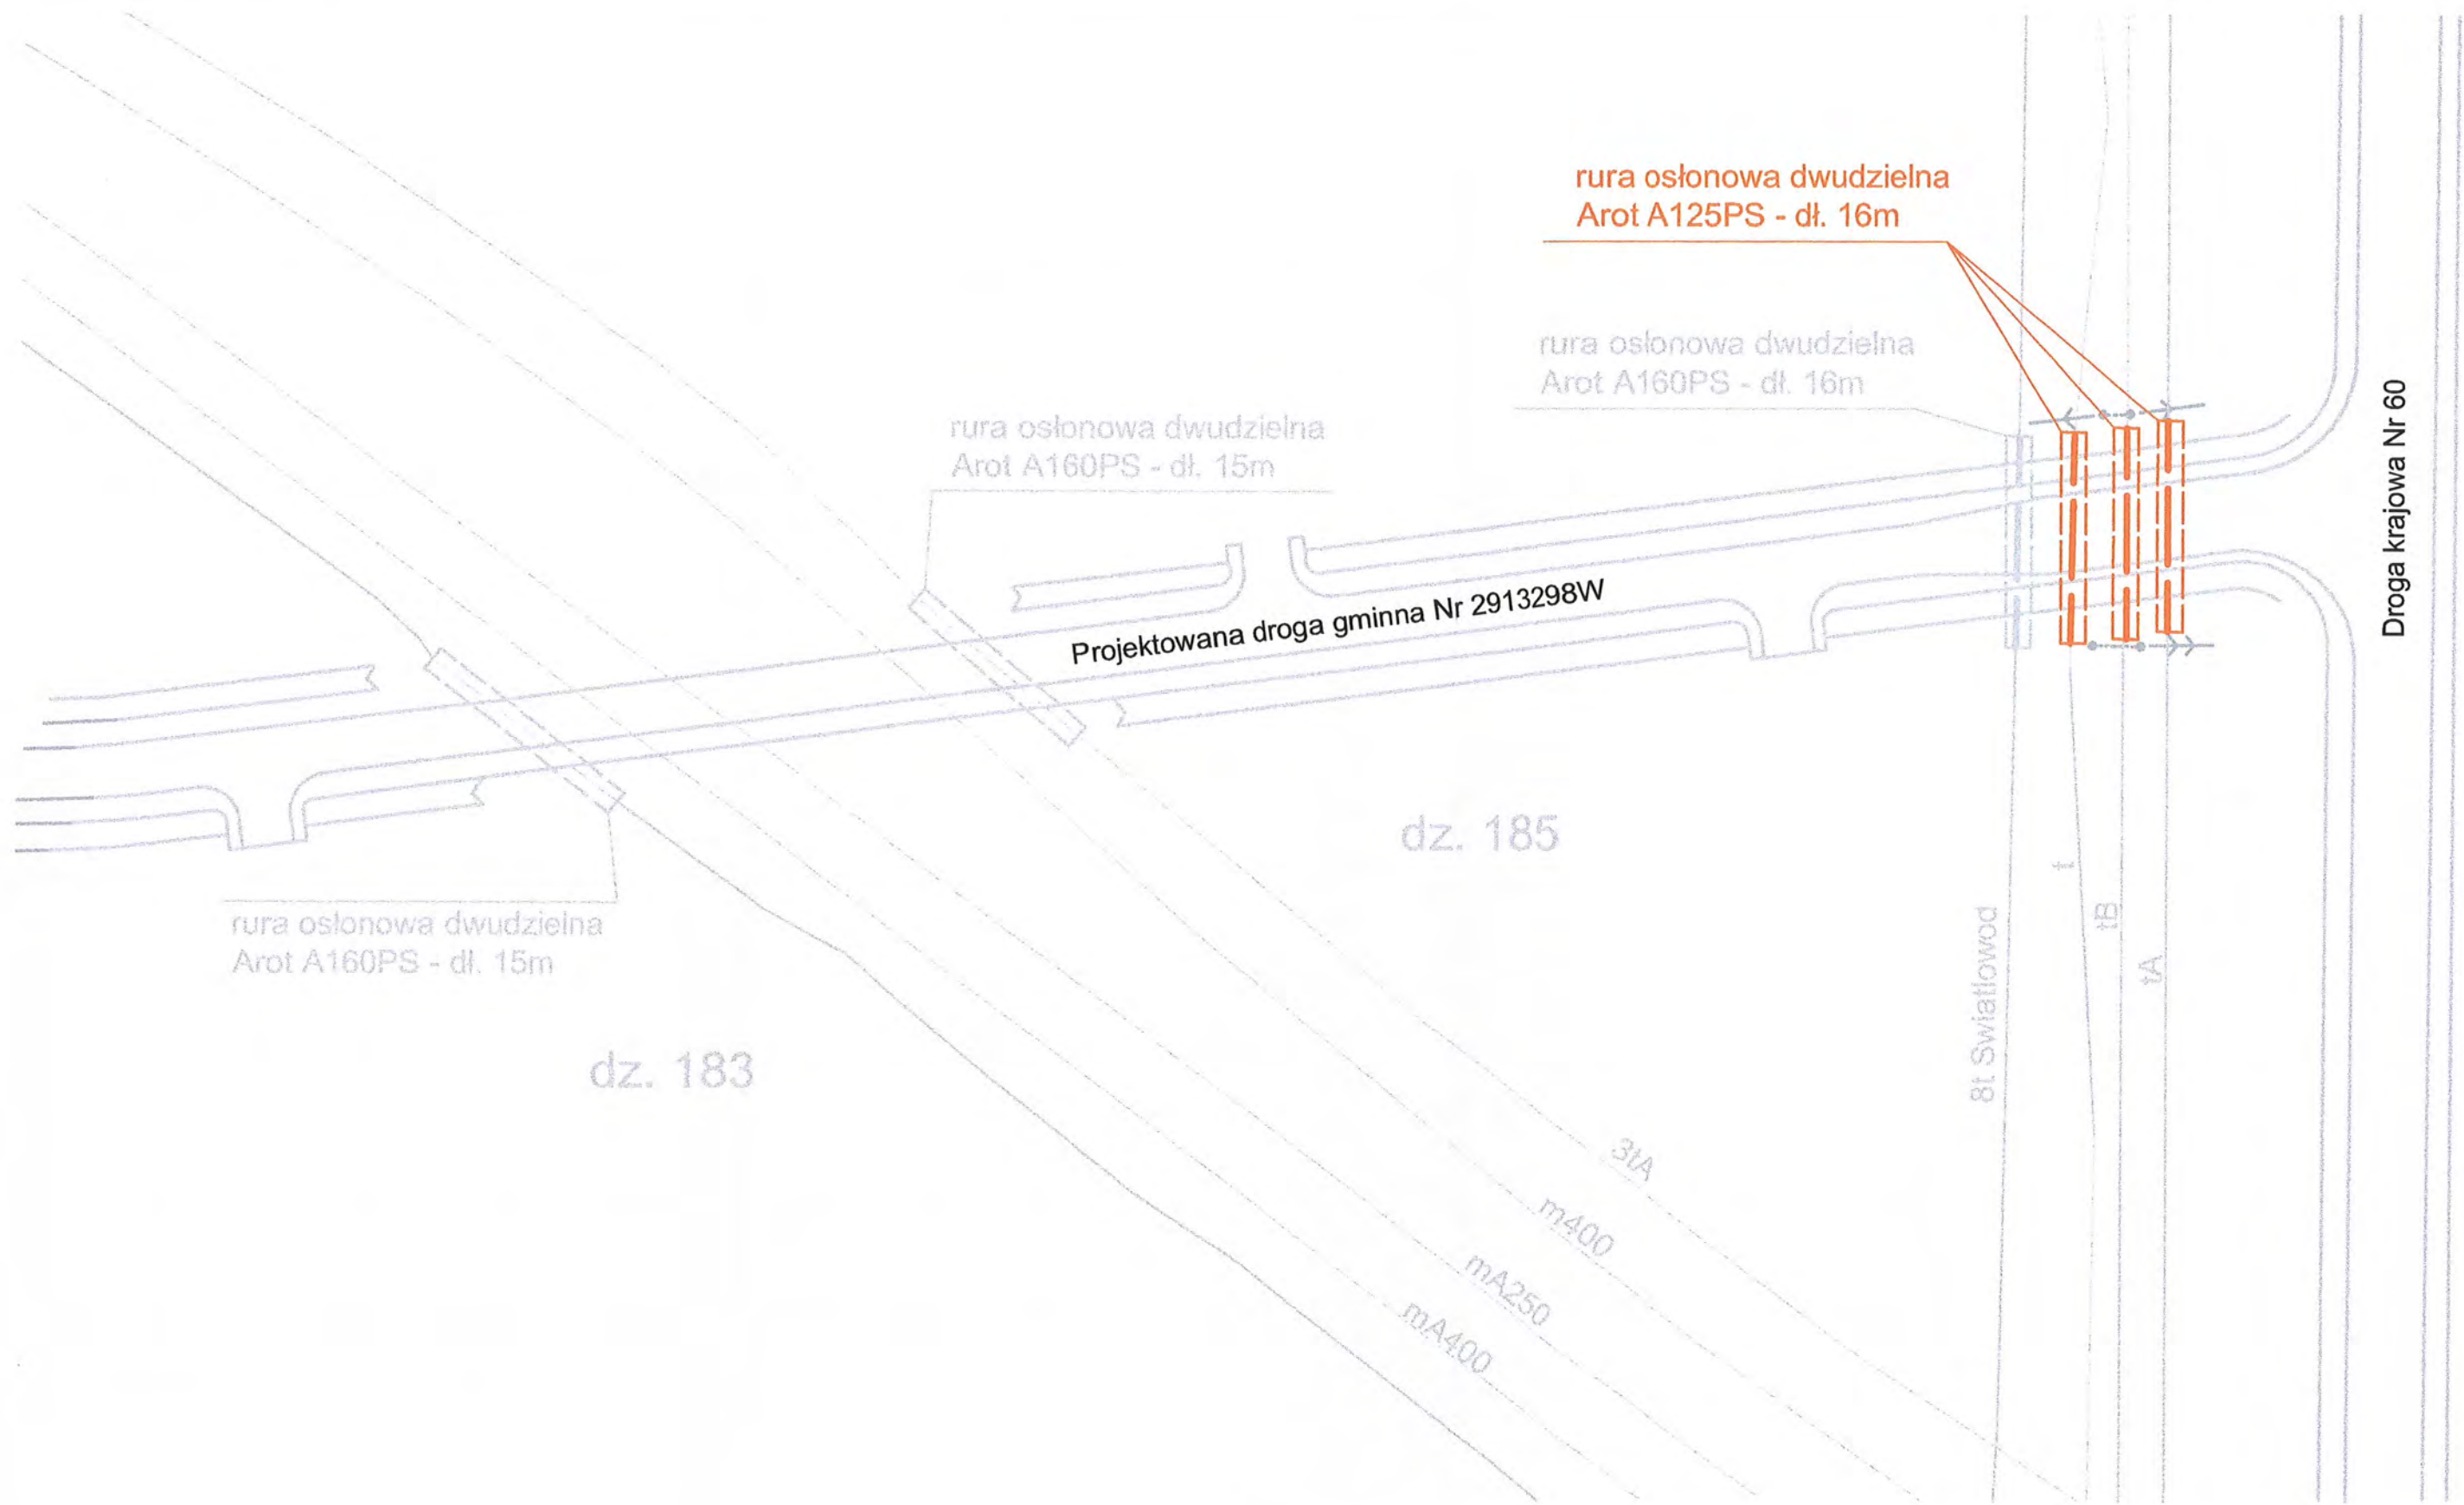 rura osłonowa dwudzielna
Arot A125PS - dł. 16m
rura osłonowa dwudzielna
Arot A160PS - dł. 16m
rura osłonowa dwudzielna
Arot A160PS - dł. 15m
Droga krajowa Nr 60
Projektowana droga gminna Nr 2913298W
dz. 185
rura osłonowa dwudzielna
Arot A160PS - dł. 15m
dz. 183
8t Swiatlowod
t
tB
tA
3tA
m400
mA250
mA400